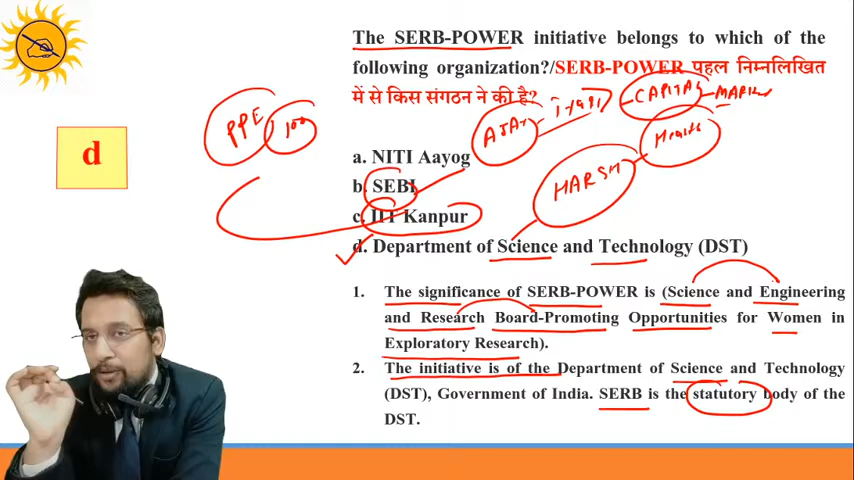 The SERB-POWER initiative belongs to which of the
following organization?/SERB-POWER पहल निम्नलिखित
में से किस संगठन ने की है?
CAPITAL
PPE
100
AJAY
Health
HARSH
d
a. NITI Aayog
b. SEBI
c. IIT Kanpur
d. Department of Science and Technology (DST)
1. The significance of SERB-POWER is (Science and Engineering
and Research Board-Promoting Opportunities for Women in
Exploratory Research).
2. The initiative is of the Department of Science and Technology
(DST), Government of India. SERB is the statutory body of the
DST.